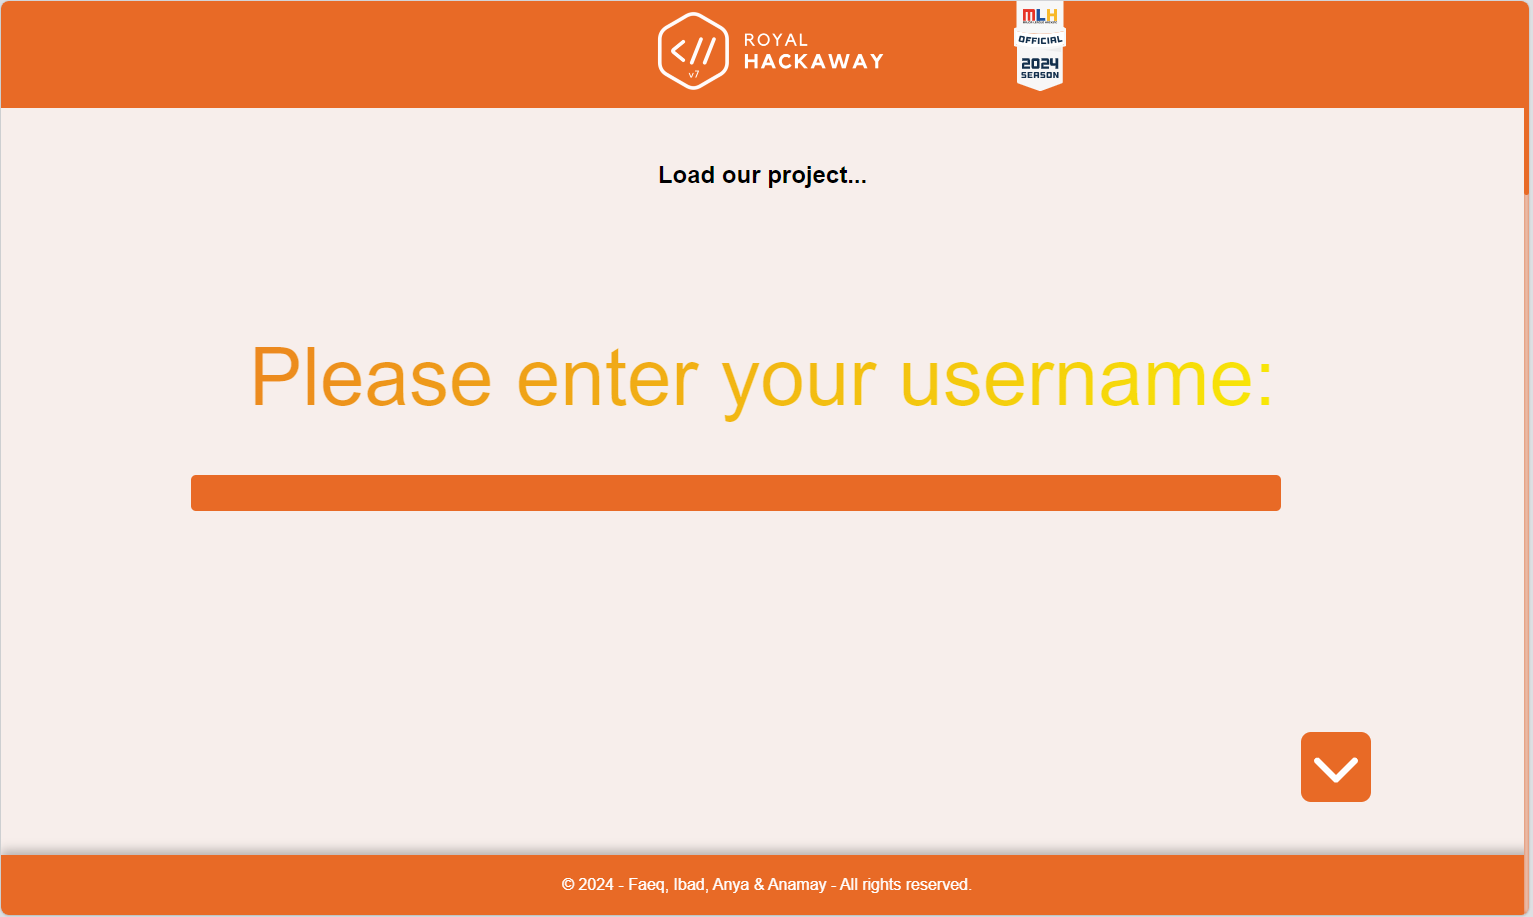 </>
v7
ROYAL
HACKAWAY
MLH
OFFICIAL
2024
SEASON
Load our project...
Please enter your username:
© 2024 - Faeq, Ibad, Anya & Anamay - All rights reserved.